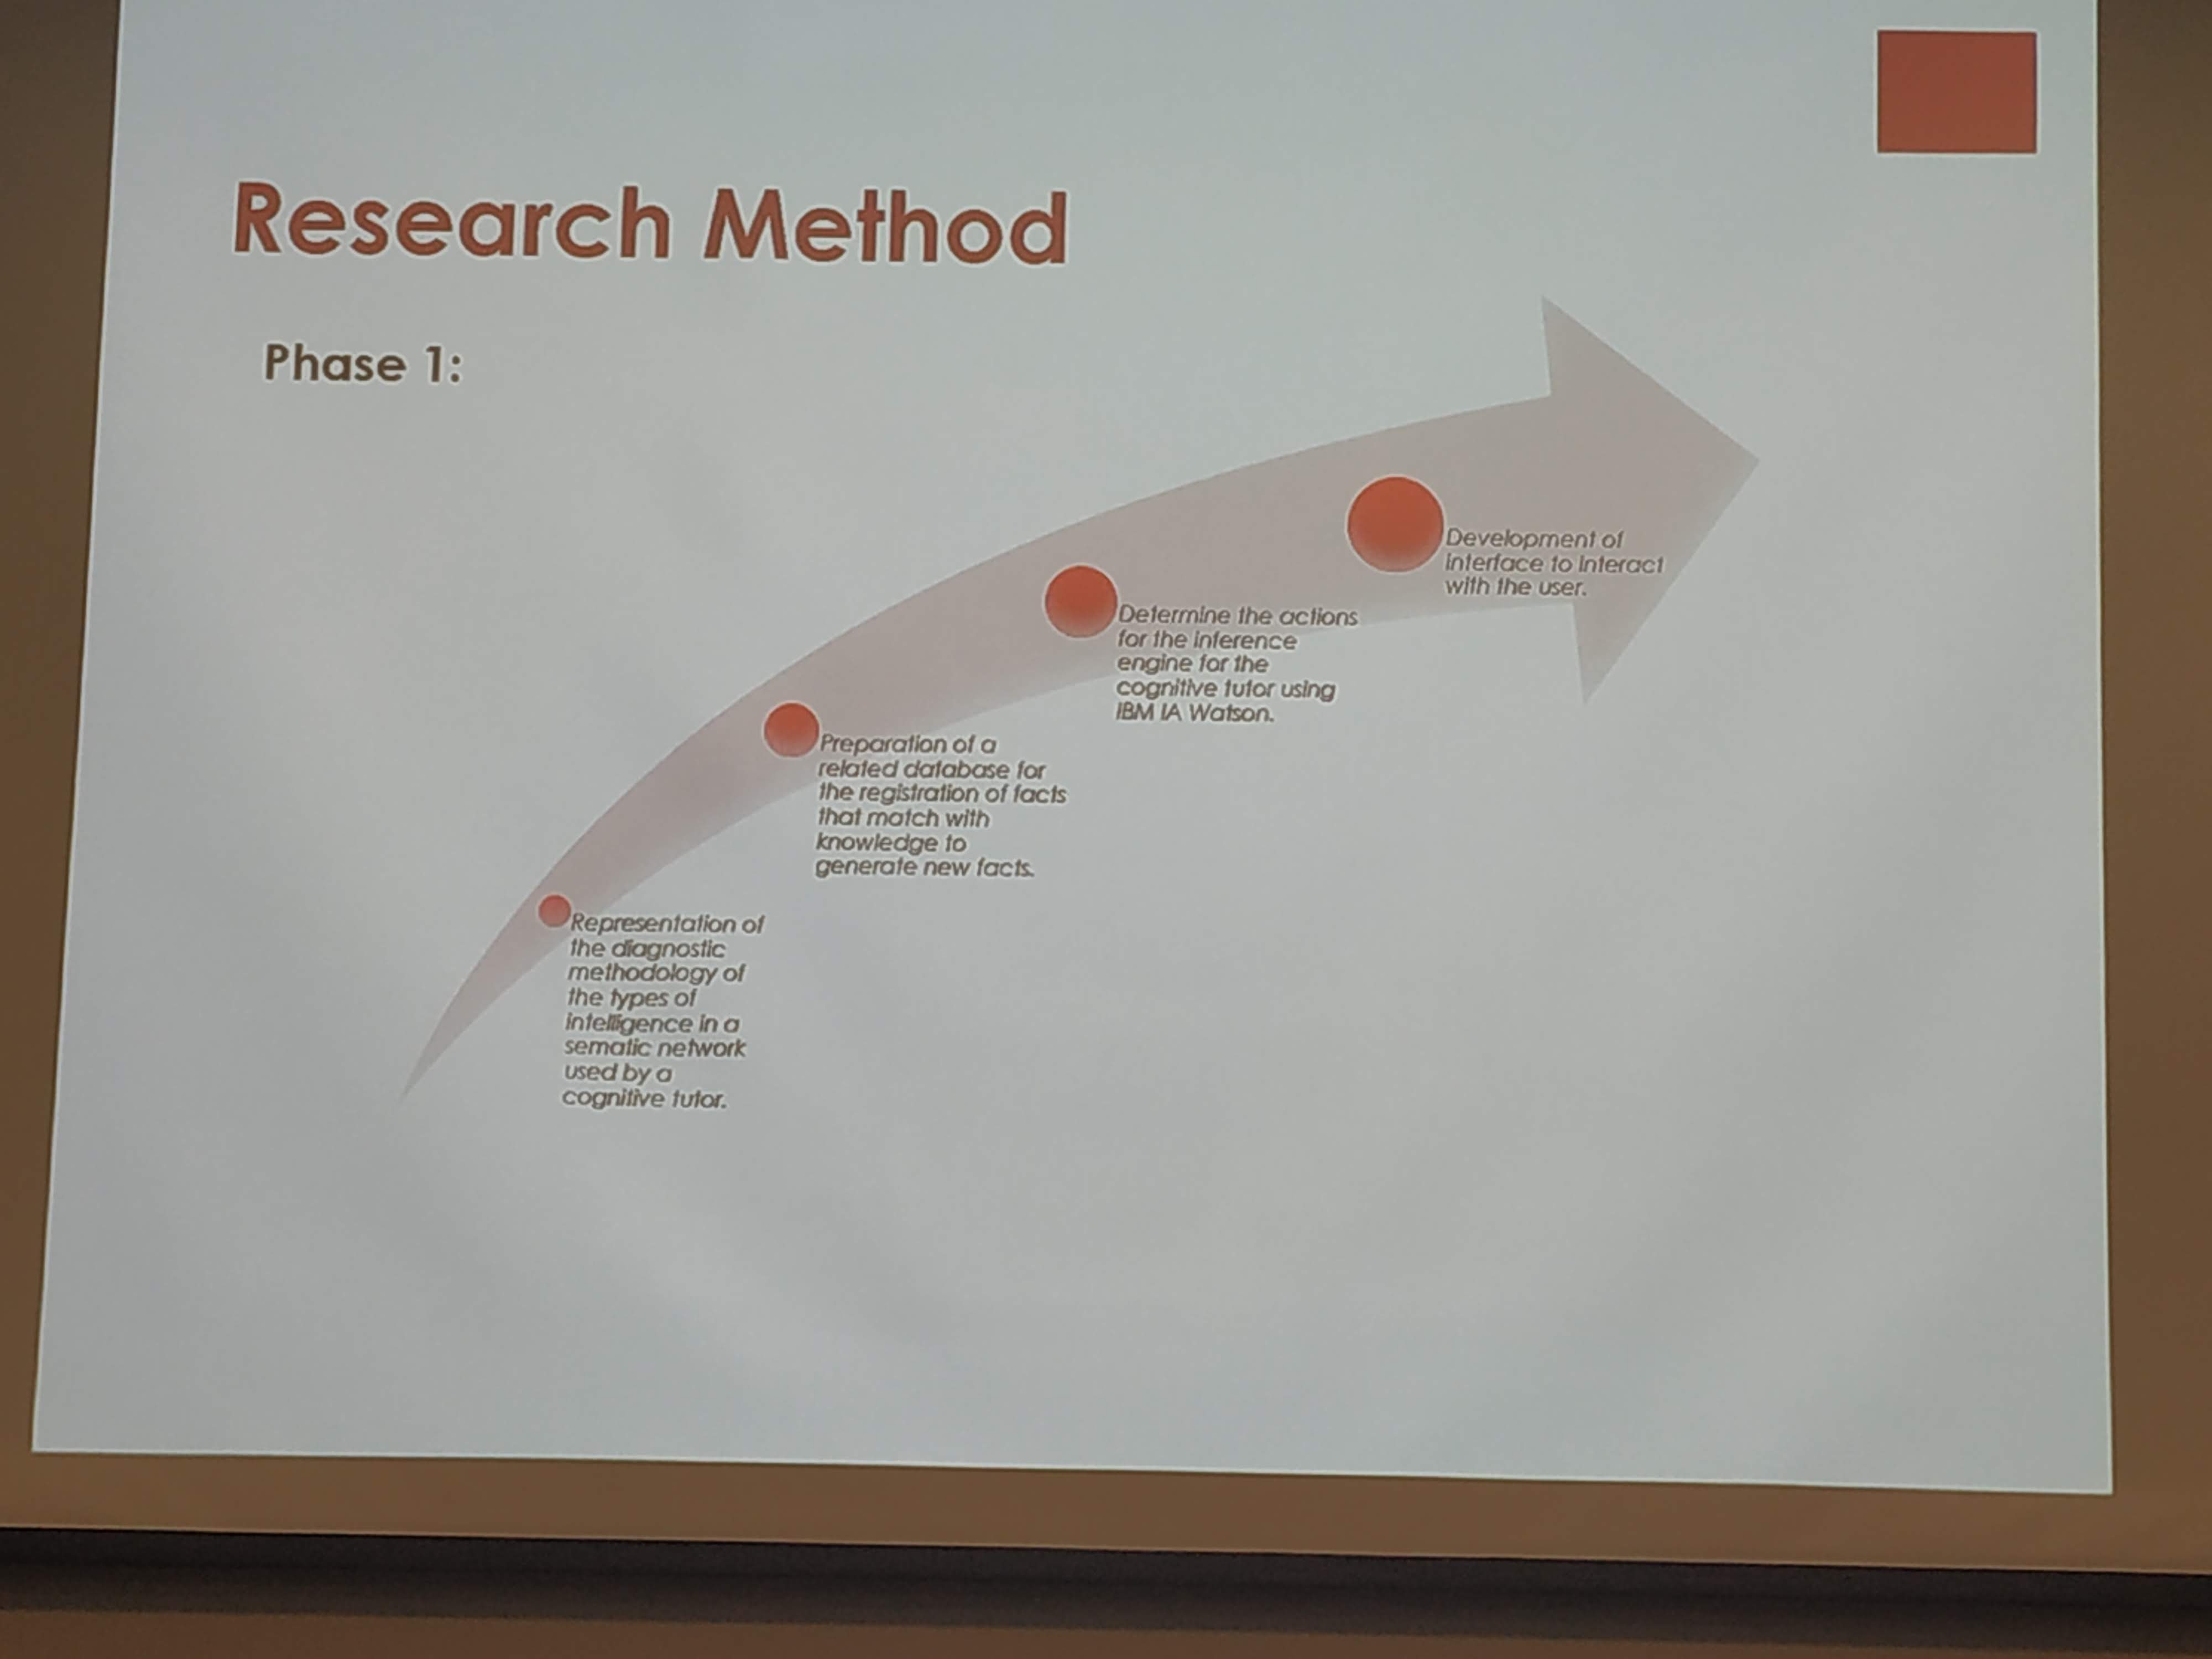 Research Method
Phase 1:
Representation of
the diagnostic
methodology of
the types of
intelligence in a
sematic network
used by a
cognitive tutor.
Preparation of a
related database for
the registration of facts
that match with
knowledge to
generate new facts.
Determine the actions
for the inference
engine for the
cognitive tutor using
IBM IA Watson.
Development of
interface to interact
with the user.